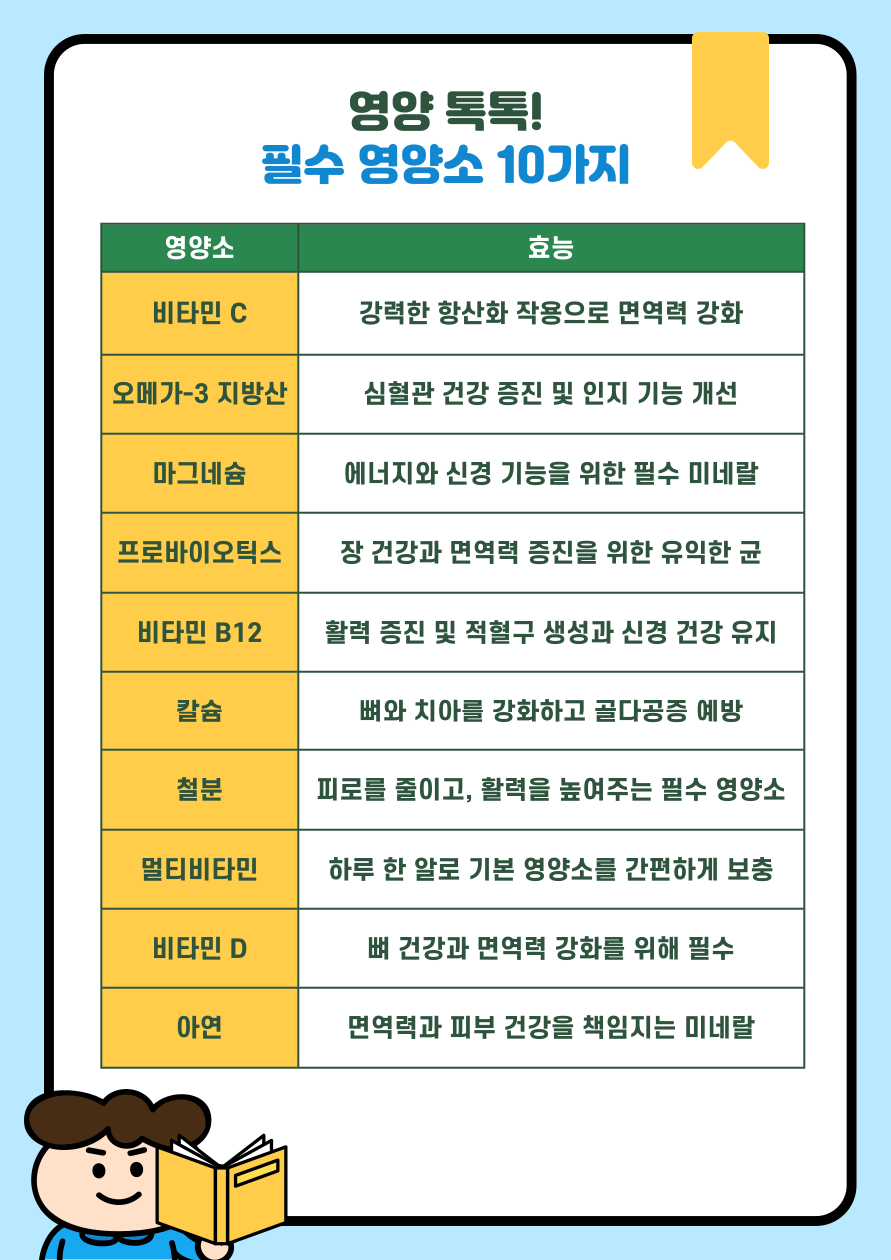 영양 톡톡!
필수 영양소 10가지
영양소 효능
비타민 C 강력한 항산화 작용으로 면역력 강화
오메가-3 지방산 심혈관 건강 증진 및 인지 기능 개선
마그네슘 에너지와 신경 기능을 위한 필수 미네랄
프로바이오틱스 장 건강과 면역력 증진을 위한 유익한 균
비타민 B12 활력 증진 및 적혈구 생성과 신경 건강 유지
칼슘 뼈와 치아를 강화하고 골다공증 예방
철분 피로를 줄이고, 활력을 높여주는 필수 영양소
멀티비타민 하루 한 알로 기본 영양소를 간편하게 보충
비타민 D 뼈 건강과 면역력 강화를 위해 필수
아연 면역력과 피부 건강을 책임지는 미네랄